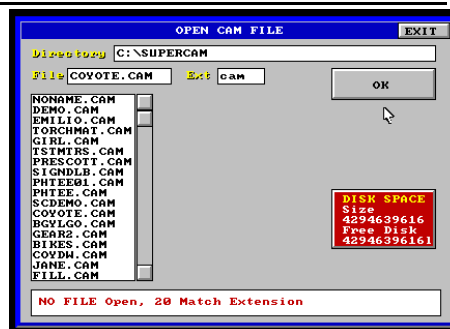 OPEN CAM FILE EXIT
Directory C:\SUPERCAM
File COYOTE.CAM Ext cam
OK
NONAME.CAM
DEMO.CAM
EMILIO.CAM
TORCHMAT.CAM
GIRL.CAM
TSTMTRS.CAM
PRESCOTT.CAM
SIGNDLB.CAM
PHTEE01.CAM
PHTEE.CAM
SCDEMO.CAM
COYOTE.CAM
BGYLGO.CAM
GEAR2.CAM
BIKES.CAM
COYDW.CAM
JANE.CAM
FILL.CAM
DISK SPACE
Size
4294639616
Free Disk
42946396161
NO FILE Open, 20 Match Extension